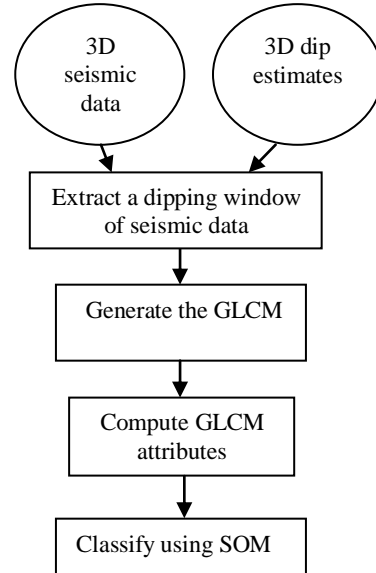 3D
seismic
data
3D dip
estimates
Extract a dipping window
of seismic data
Generate the GLCM
Compute GLCM
attributes
Classify using SOM